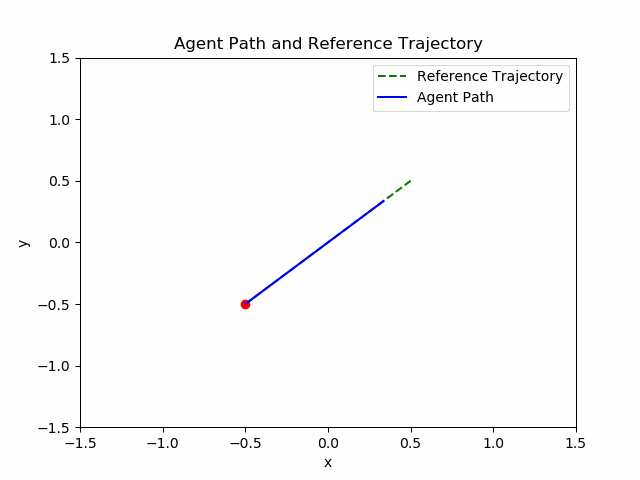 Agent Path and Reference Trajectory
Reference Trajectory
Agent Path
1.5
1.0
0.5
0.0
−0.5
−1.0
−1.5
y
−1.5 −1.0 −0.5 0.0 0.5 1.0 1.5
x